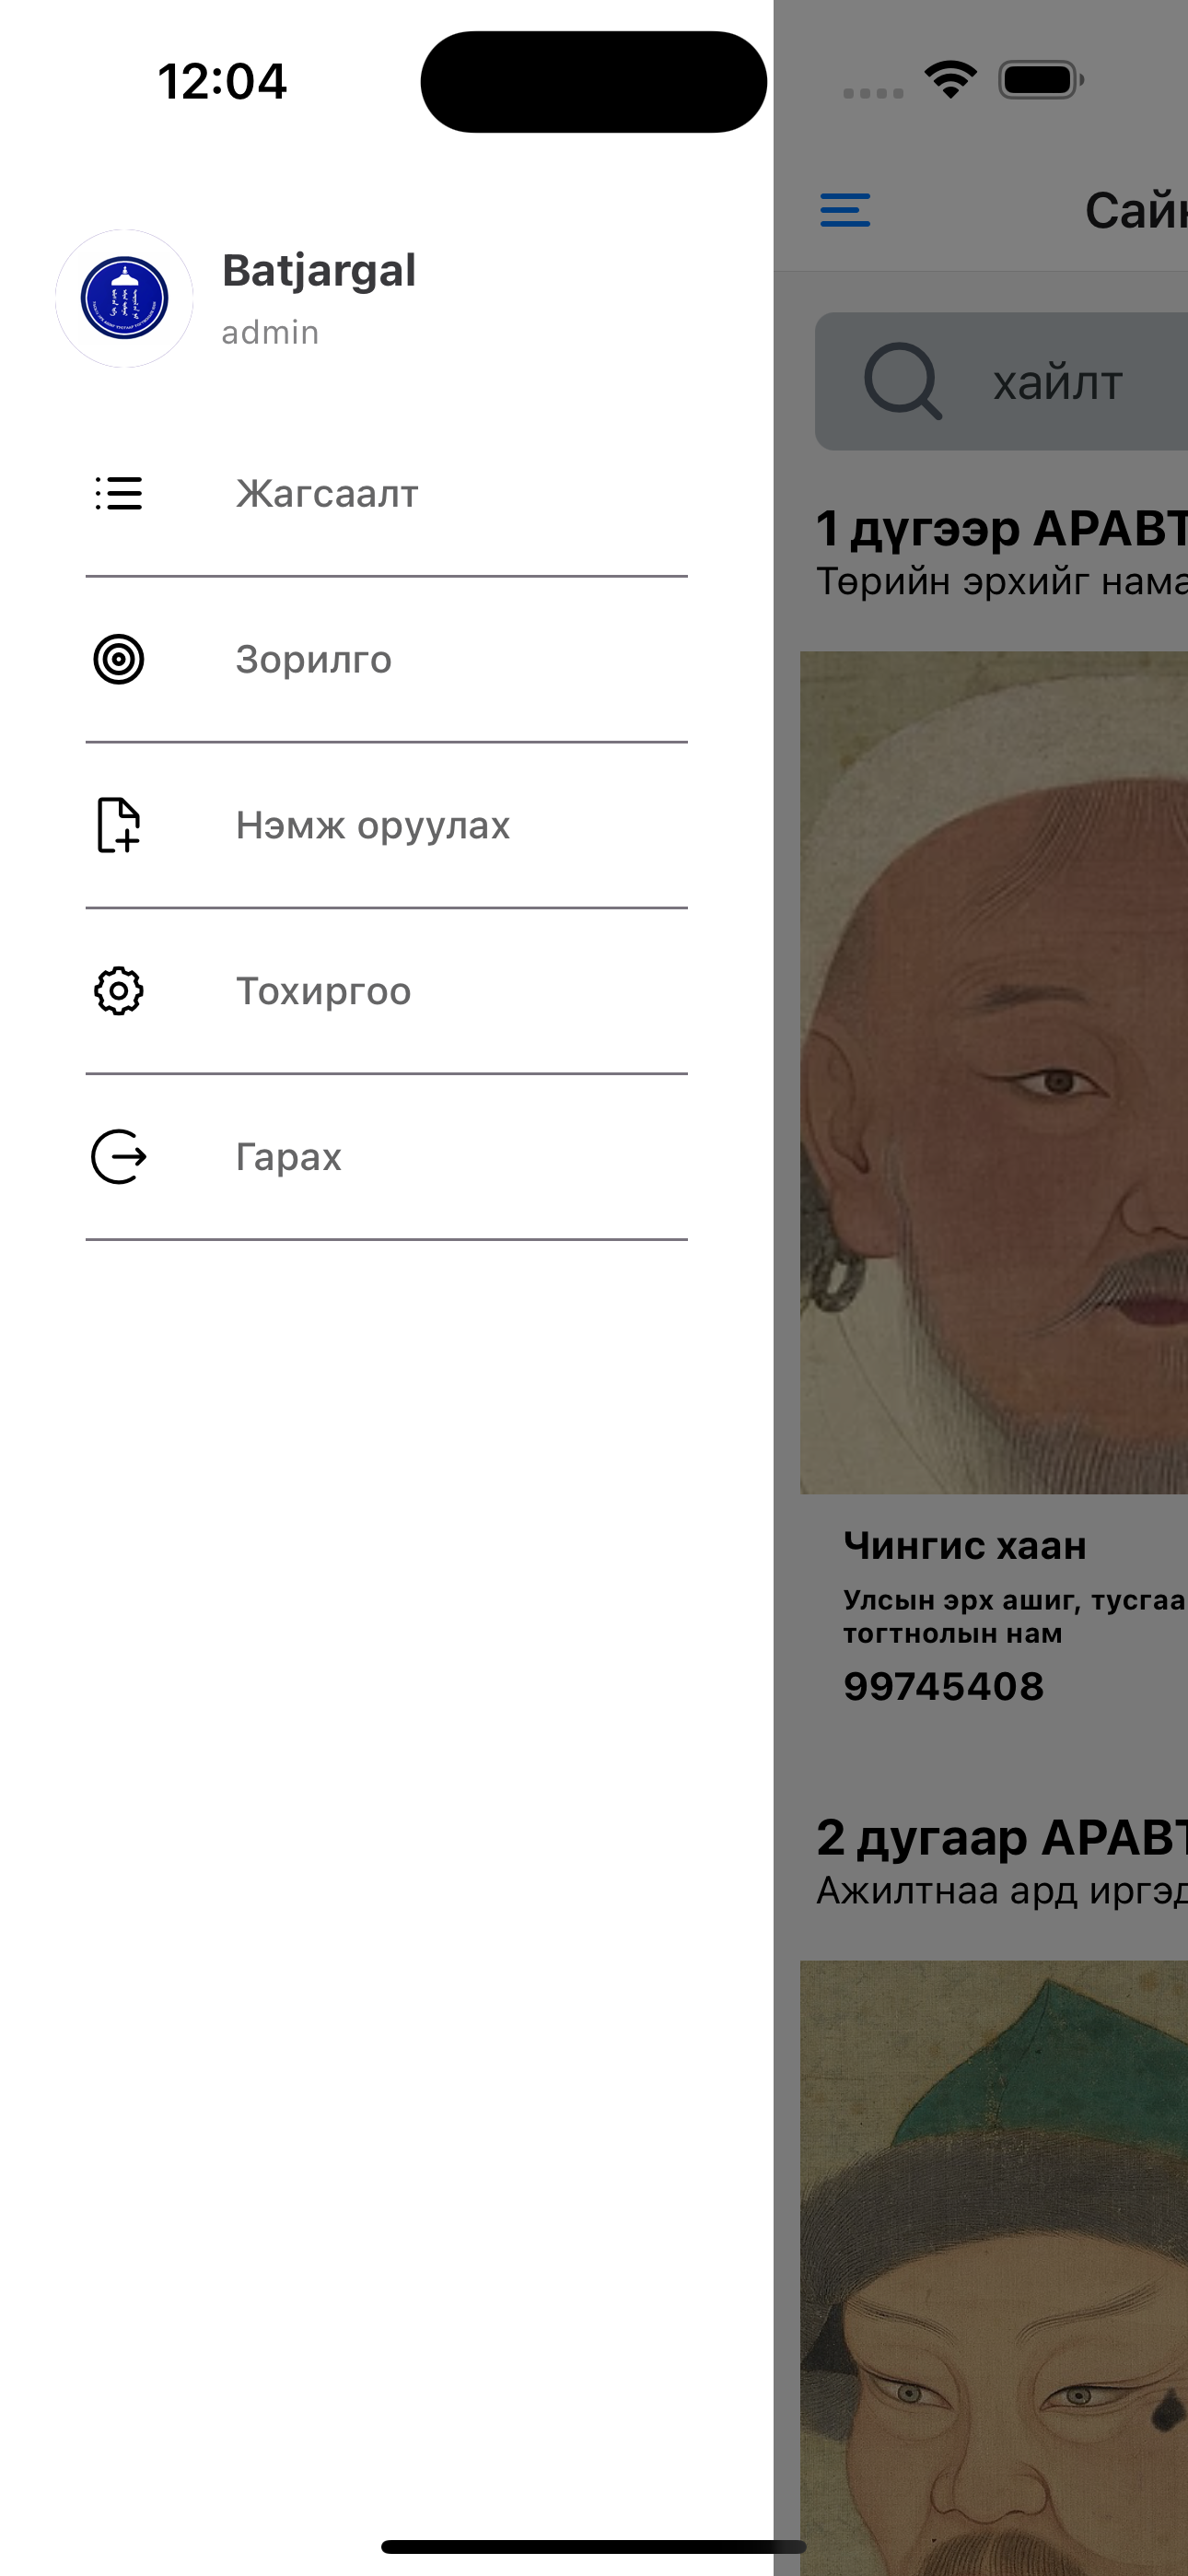 12:04
Batjargal
admin
Жагсаалт
Зорилго
Нэмж оруулах
Тохиргоо
Гарах
Сайн
хайлт
1 дүгээр АРАВТ
Төрийн эрхийг нама
Чингис хаан
Улсын эрх ашиг, тусгаа
тогтнолын нам
99745408
2 дугаар АРАВТ
Ажилтнаа ард иргэд